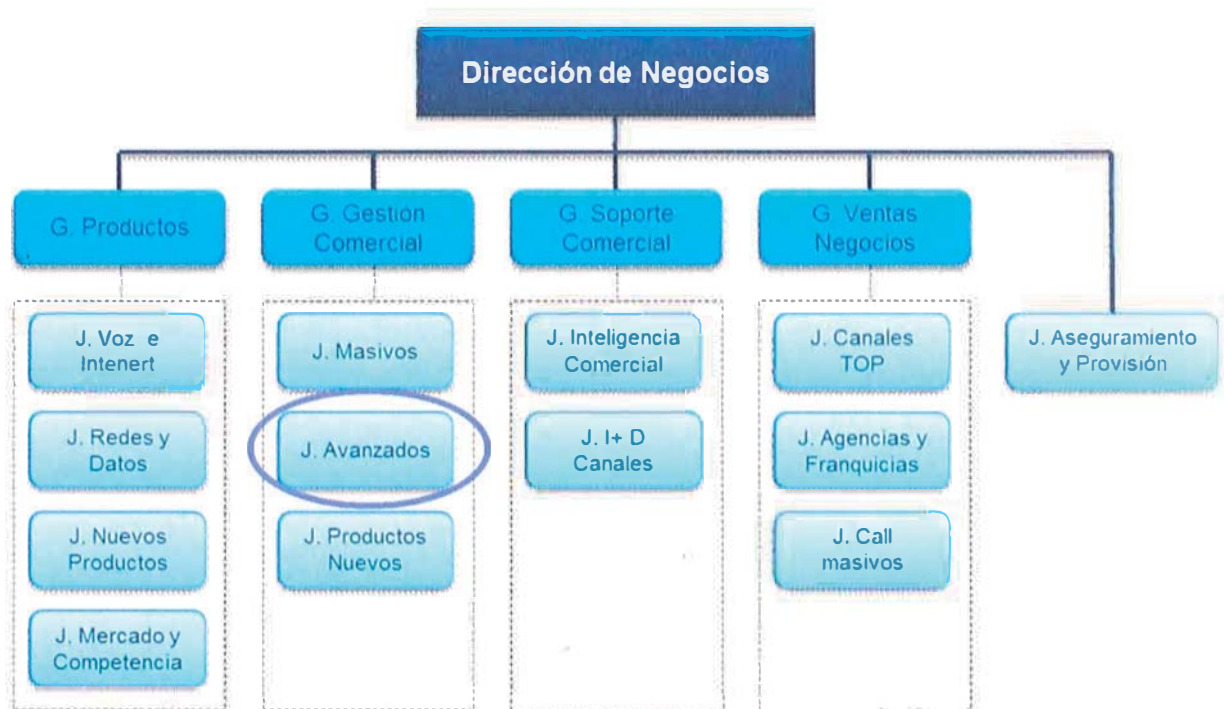 Dirección de Negocios
G. Productos
G. Gestión
Comercial
G. Soporte
Comercial
G. Ventas
Negocios
J. Voz e
Intenert
J. Redes y
Datos
J. Nuevos
Productos
J. Mercado y
Competencia
J. Masivos
J. Avanzados
J. Productos
Nuevos
J. Inteligencia
Comercial
J. I+ D
Canales
J. Canales
TOP
J. Agencias y
Franquicias
J. Call
masivos
J. Aseguramiento
y Provisión